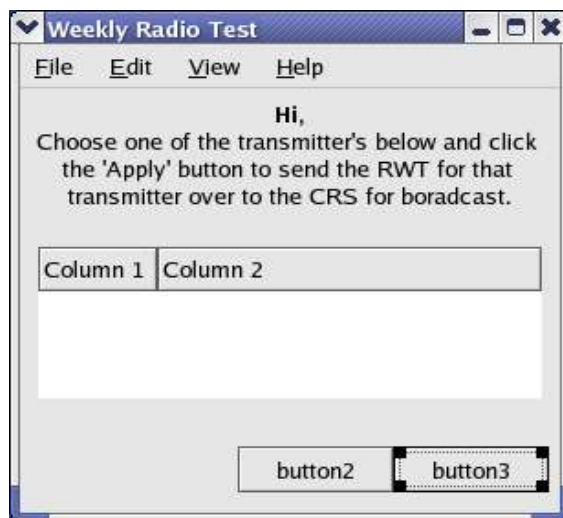 Weekly Radio Test
File Edit View Help
Hi,
Choose one of the transmitter's below and click
the 'Apply' button to send the RWT for that
transmitter over to the CRS for boradcast.
Column 1 Column 2
button2 button3